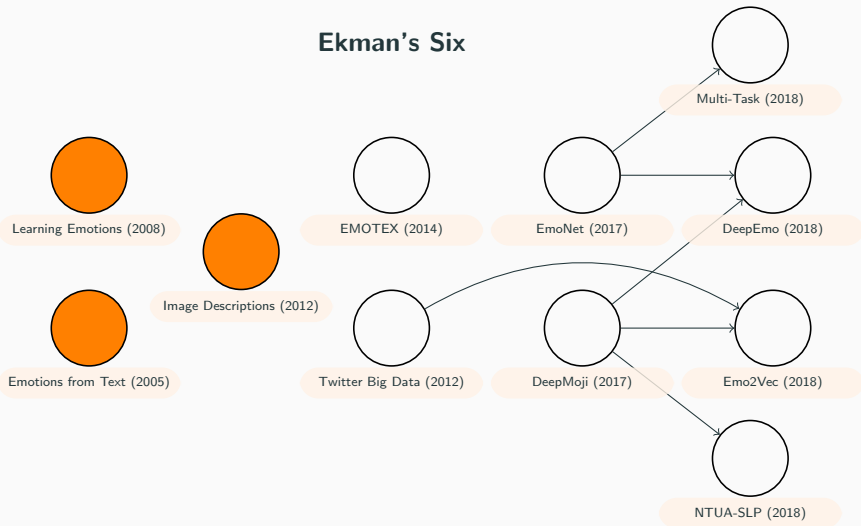 Ekman's Six
Multi-Task (2018)
Learning Emotions (2008)
EMOTEX (2014)
EmoNet (2017)
DeepEmo (2018)
Image Descriptions (2012)
Emotions from Text (2005)
Twitter Big Data (2012)
DeepMoji (2017)
Emo2Vec (2018)
NTUA-SLP (2018)